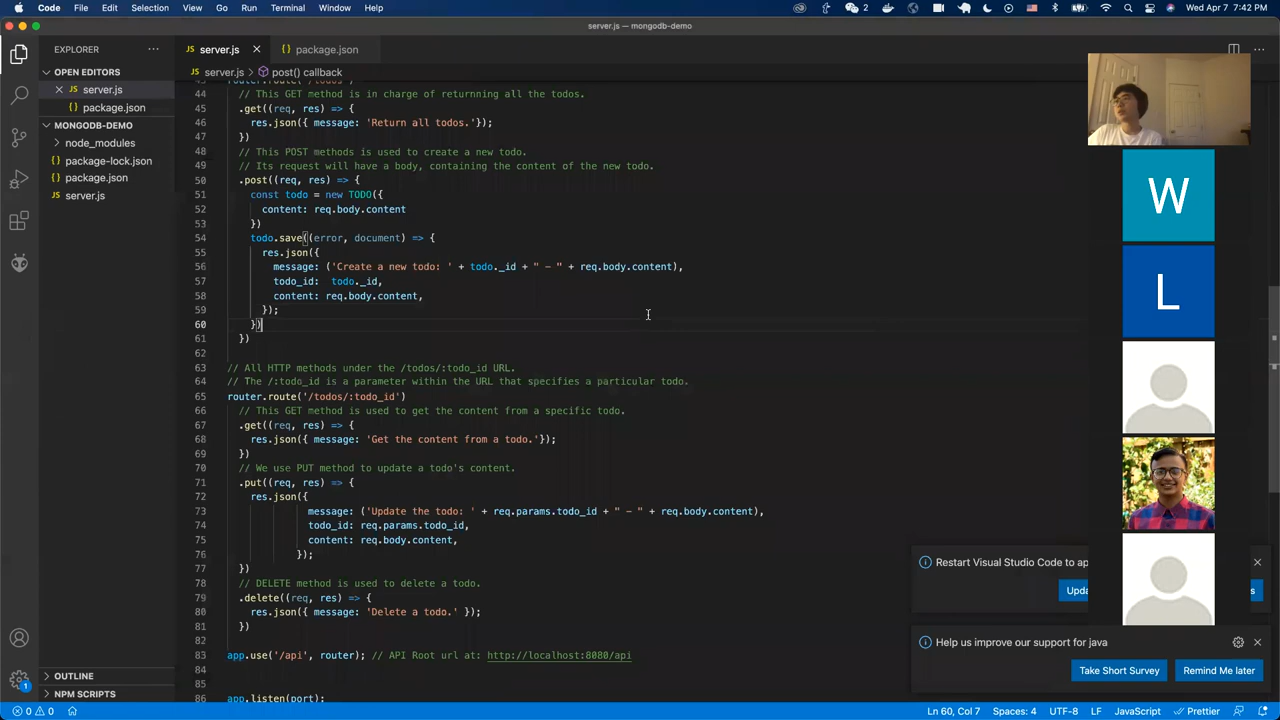 Code File Edit Selection View Go Run Terminal Window Help 2 Wed Apr 7 7:42 PM
server.js — mongodb-demo
EXPLORER ···
server.js package.json
server.js > post() callback
OPEN EDITORS
server.js
package.json
MONGODB-DEMO
node_modules
package-lock.json
package.json
server.js
OUTLINE
NPM SCRIPTS
44 // This GET method is in charge of returnning all the todos.
45 .get((req, res) => {
46 res.json({ message: 'Return all todos.'});
47 })
48 // This POST methods is used to create a new todo.
49 // Its request will have a body, containing the content of the new todo.
50 .post((req, res) => {
51 const todo = new TODO({
52 content: req.body.content
53 })
54 todo.save((error, document) => {
55 res.json({
56 message: ('Create a new todo: ' + todo._id + " - " + req.body.content),
57 todo_id: todo._id,
58 content: req.body.content,
59 });
60 })
61 })
62
63 // All HTTP methods under the /todos/:todo_id URL.
64 // The /:todo_id is a parameter within the URL that specifies a particular todo.
65 router.route('/todos/:todo_id')
66 // This GET method is used to get the content from a specific todo.
67 .get((req, res) => {
68 res.json({ message: 'Get the content from a todo.'});
69 })
70 // We use PUT method to update a todo's content.
71 .put((req, res) => {
72 res.json({
73 message: ('Update the todo: ' + req.params.todo_id + " - " + req.body.content),
74 todo_id: req.params.todo_id,
75 content: req.body.content,
76 });
77 })
78 // DELETE method is used to delete a todo.
79 .delete((req, res) => {
80 res.json({ message: 'Delete a todo.' });
81 })
82
83 app.use('/api', router); // API Root url at: http://localhost:8080/api
84
85
86 app.listen(port);
W
L
Restart Visual Studio Code to
Help us improve our support for java
Take Short Survey Remind Me later
1
0 0 Ln 60, Col 7 Spaces: 4 UTF-8 LF JavaScript Prettier